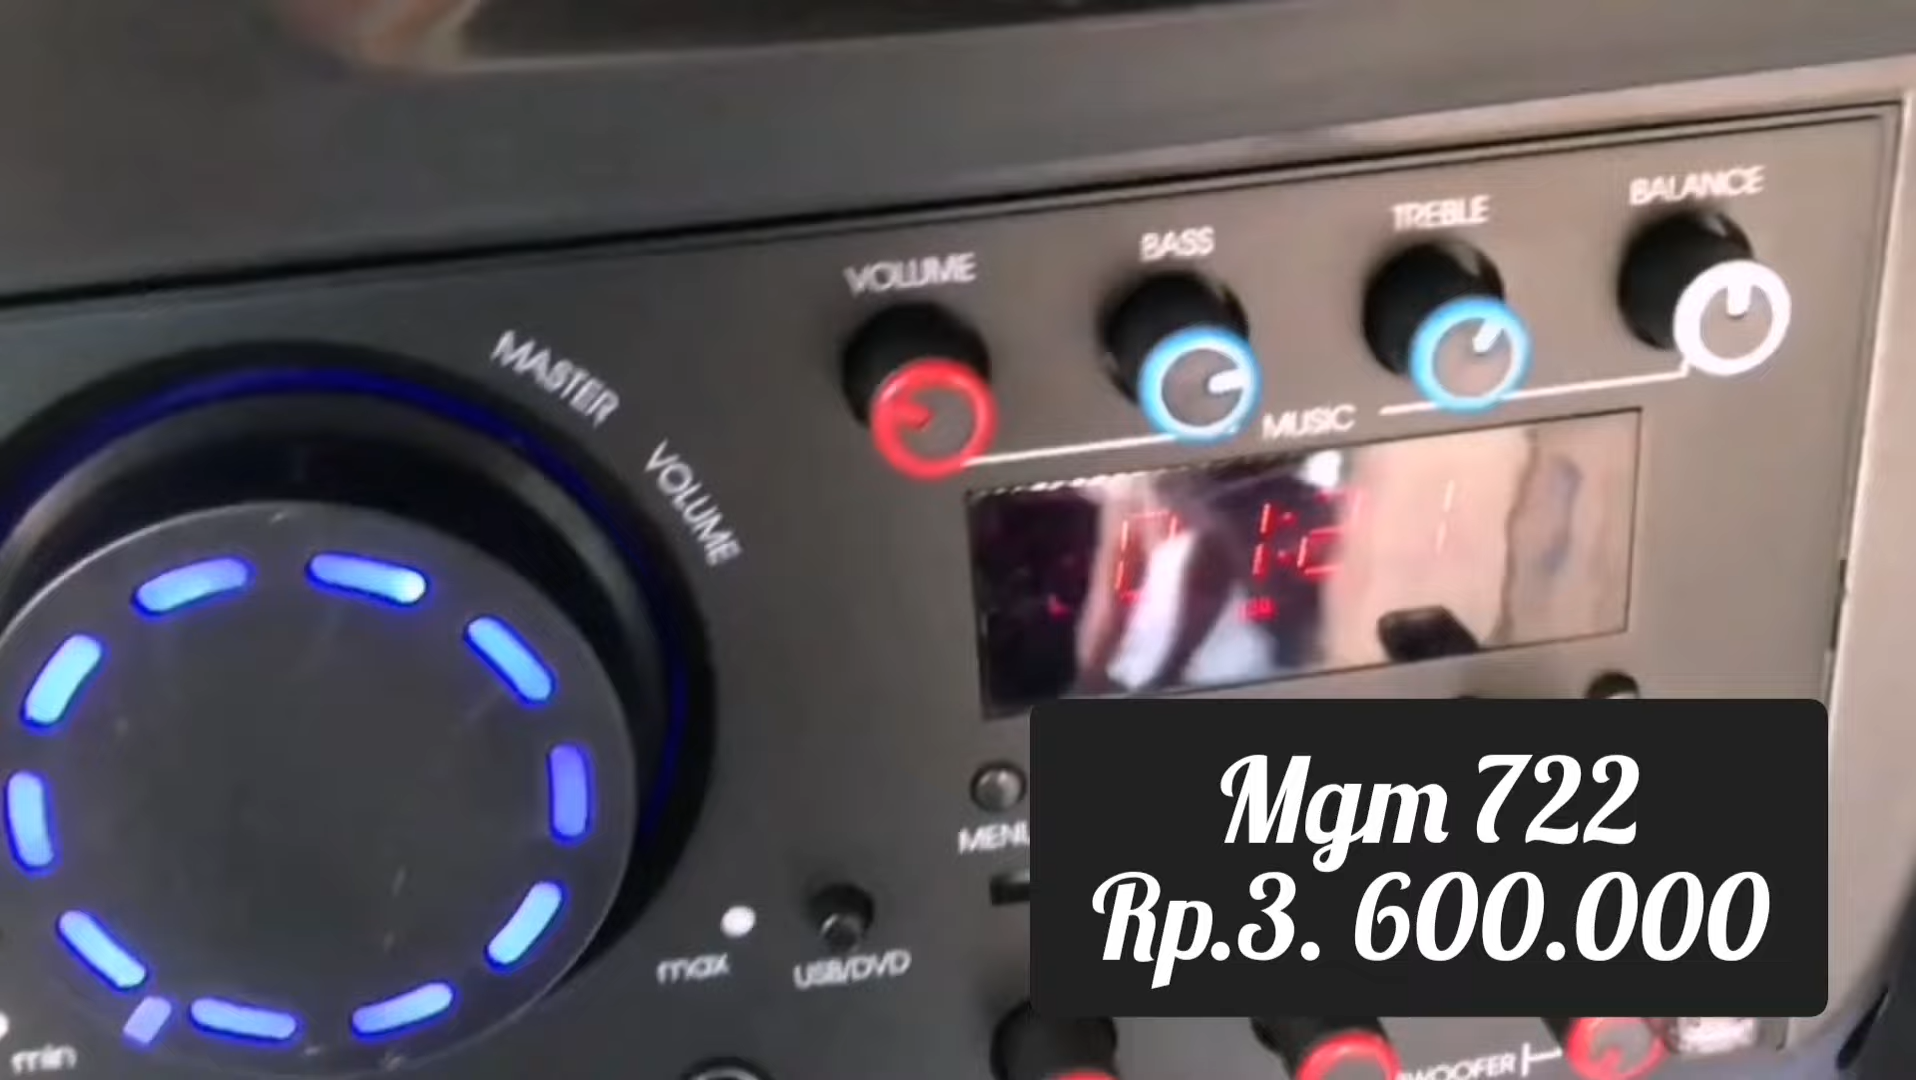 BALANCE
TREBLE
BASS
VOLUME
MASTER
VOLUME
MUSIC
MENU
max
USB/DVD
min
Mgm 722
Rp.3. 600.000
WOOFER